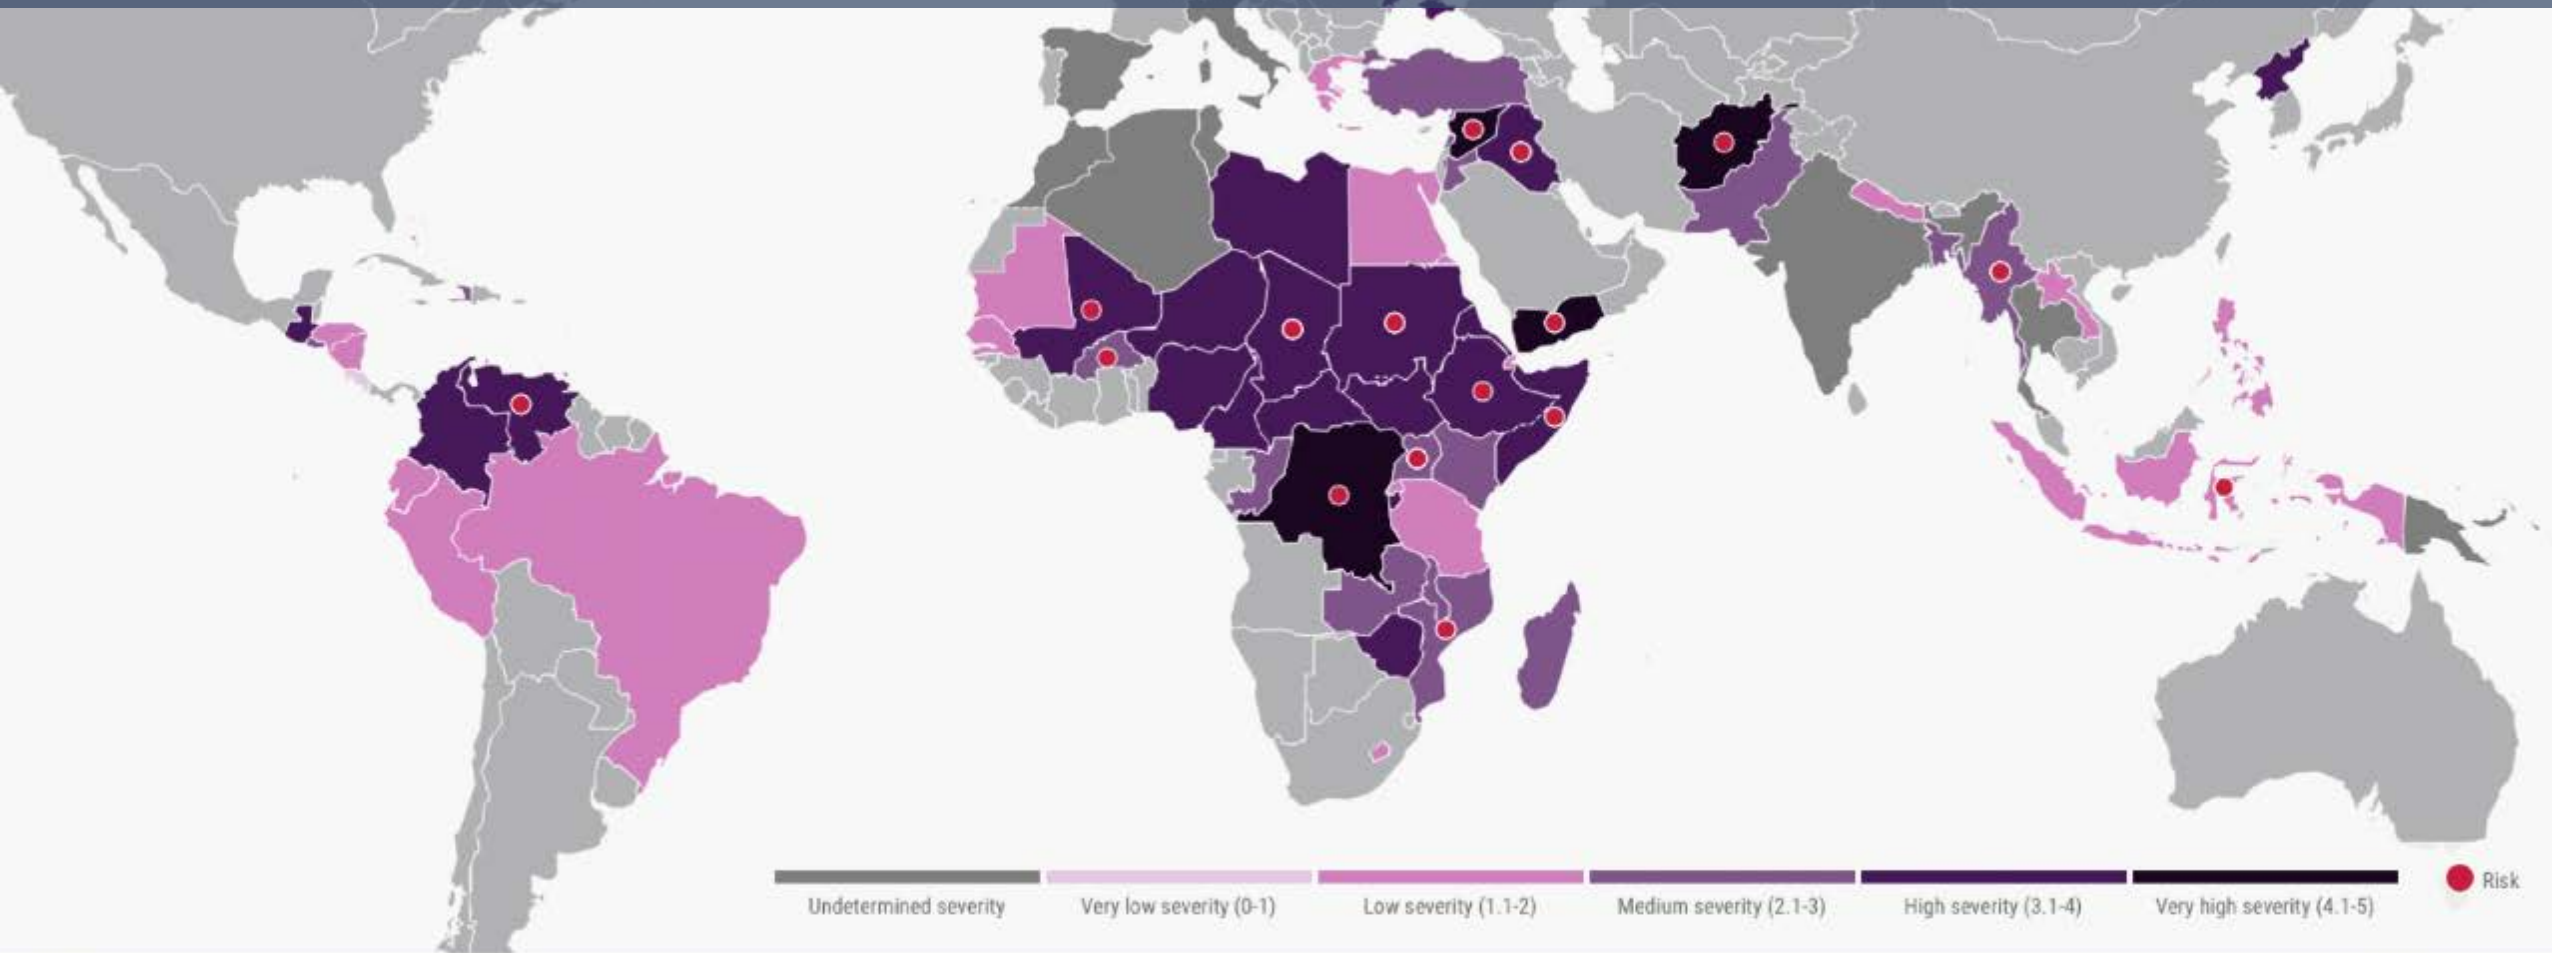 Undetermined severity
Very low severity (0-1)
Low severity (1.1-2)
Medium severity (2.1-3)
High severity (3.1-4)
Very high severity (4.1-5)
Risk